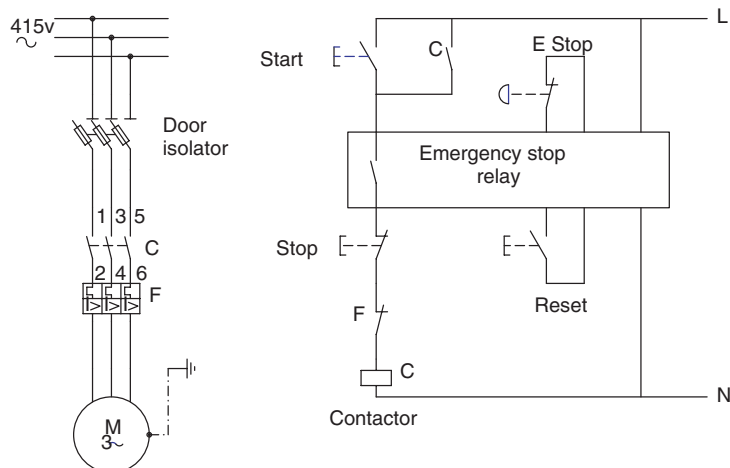 415v
Door
isolator
1 3 5
C
2 4 6
F
M
3~
L
Start
C
E Stop
Emergency stop
relay
Stop
Reset
F
C
Contactor
N